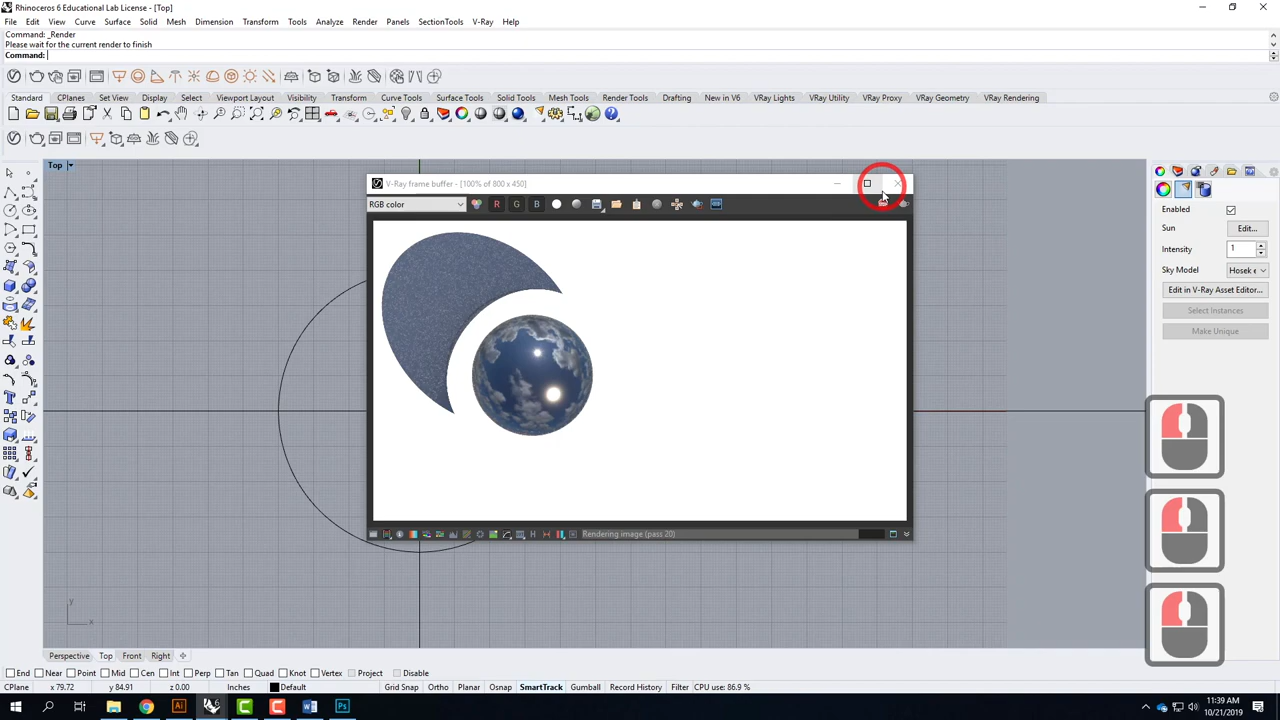 Rhinoceros 6 Educational Lab License - [Top]
File Edit View Curve Surface Solid Mesh Dimension Transform Tools Analyze Render Panels SectionTools V-Ray Help
Command: _Render
Please wait for the current render to finish
Command:
Standard CPlanes Set View Display Select Viewport Layout Visibility Transform Curve Tools Surface Tools Solid Tools Mesh Tools Render Tools Drafting New in V6 VRay Lights VRay Utility VRay Proxy VRay Geometry VRay Rendering
Top
V-Ray frame buffer - [100% of 800 x 450]
RGB color R G B
Enabled
Sun Edit...
Intensity 1
Sky Model Hosek e
Edit in V-Ray Asset Editor...
Select Instances
Make Unique
H Rendering image (pass 20)
y
x
Perspective Top Front Right
End Near Point Mid Cen Int Perp Tan Quad Knot Vertex Project Disable
CPlane x 79.72 y 84.91 z 0.00 Inches Default Grid Snap Ortho Planar Osnap SmartTrack Gumball Record History Filter CPU use: 86.9 %
11:39 AM
10/21/2019